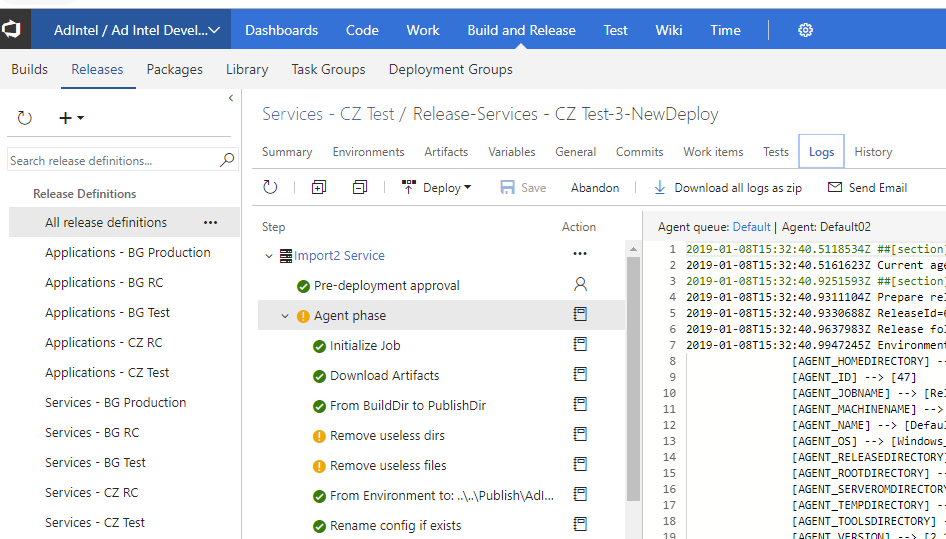 AdIntel / Ad Intel Devel... Dashboards Code Work Build and Release Test Wiki Time
Builds Releases Packages Library Task Groups Deployment Groups
Search release definitions...
Release Definitions
All release definitions ...
Applications - BG Production
Applications - BG RC
Applications - BG Test
Applications - CZ RC
Applications - CZ Test
Services - BG Production
Services - BG RC
Services - BG Test
Services - CZ RC
Services - CZ Test
Services - CZ Test / Release-Services - CZ Test-3-NewDeploy
Summary Environments Artifacts Variables General Commits Work items Tests Logs History
Deploy Save Abandon Download all logs as zip Send Email
Step Action
Import2 Service ...
Pre-deployment approval
Agent phase
Initialize Job
Download Artifacts
From BuildDir to PublishDir
Remove useless dirs
Remove useless files
From Environment to: ..\..\Publish\AdI...
Rename config if exists
Agent queue: Default | Agent: Default02
1 2019-01-08T15:32:40.5118534Z ##[section]
2 2019-01-08T15:32:40.5161623Z Current age
3 2019-01-08T15:32:40.9251593Z ##[section]
4 2019-01-08T15:32:40.9311104Z Prepare rel
5 2019-01-08T15:32:40.9330688Z ReleaseId=6
6 2019-01-08T15:32:40.9637983Z Release fol
7 2019-01-08T15:32:40.9947245Z Environment
8 [AGENT_HOMEDIRECTORY] --
9 [AGENT_ID] --> [47]
10 [AGENT_JOBNAME] --> [Rel
11 [AGENT_MACHINENAME] -->
12 [AGENT_NAME] --> [Defaul
13 [AGENT_OS] --> [Windows_
14 [AGENT_RELEASEDIRECTORY]
15 [AGENT_ROOTDIRECTORY] --
16 [AGENT_SERVEROMDIRECTORY
17 [AGENT_TEMPDIRECTORY] --
18 [AGENT_TOOLSDIRECTORY] -
19 [AGENT_VERSION] --> [2.